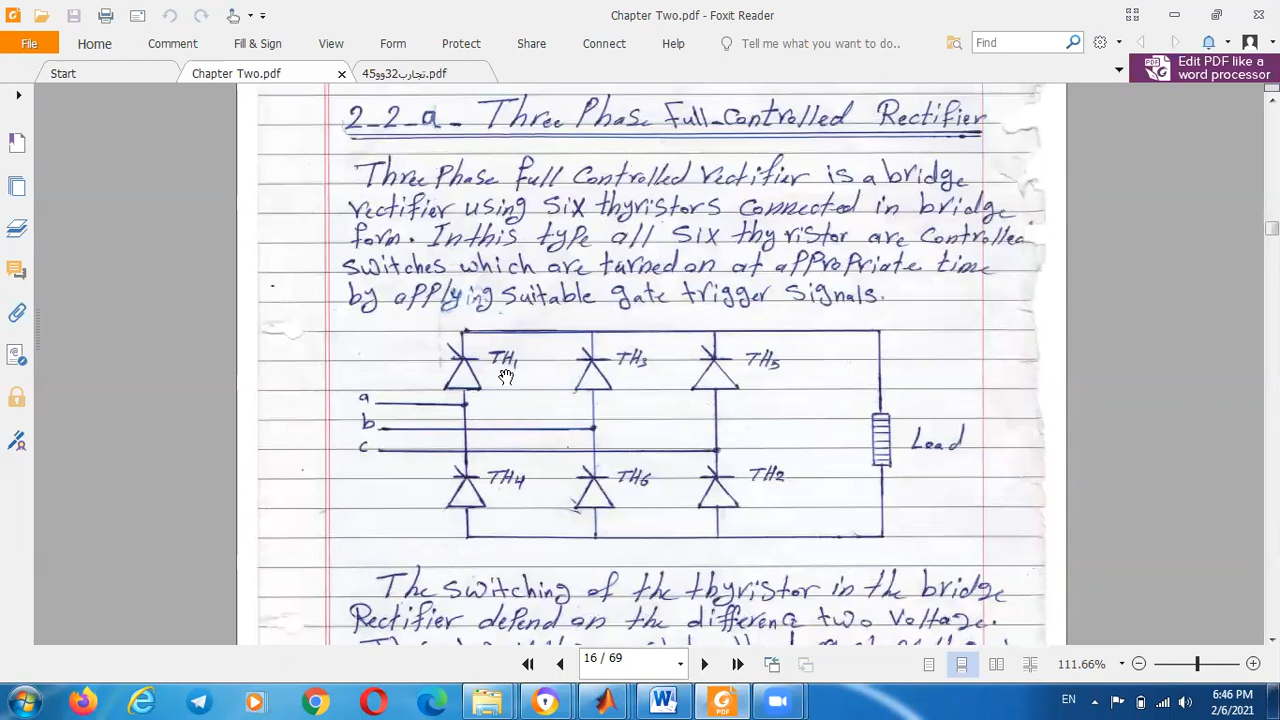 Chapter Two.pdf - Foxit Reader
File Home Comment Fill & Sign View Form Protect Share Connect Help Tell me what you want to do.. Find
Start Chapter Two.pdf تجارب32وو45.pdf Edit PDF like a
word processor
2-2-a- Three Phase Full-Controlled Rectifier
Three Phase full Controlled rectifier is a bridge
rectifier using six thyristors connected in bridge
form. In this type all six thyristor are controlled
switches which are turned on at appropriate time
by applying suitable gate trigger signals.
TH1 TH3 TH5
a
b
c
Load
TH4 TH6 TH2
The switching of the thyristor in the bridge
Rectifier defend on the difference two voltage.
16 / 69 111.66%
EN 6:46 PM
2/6/2021